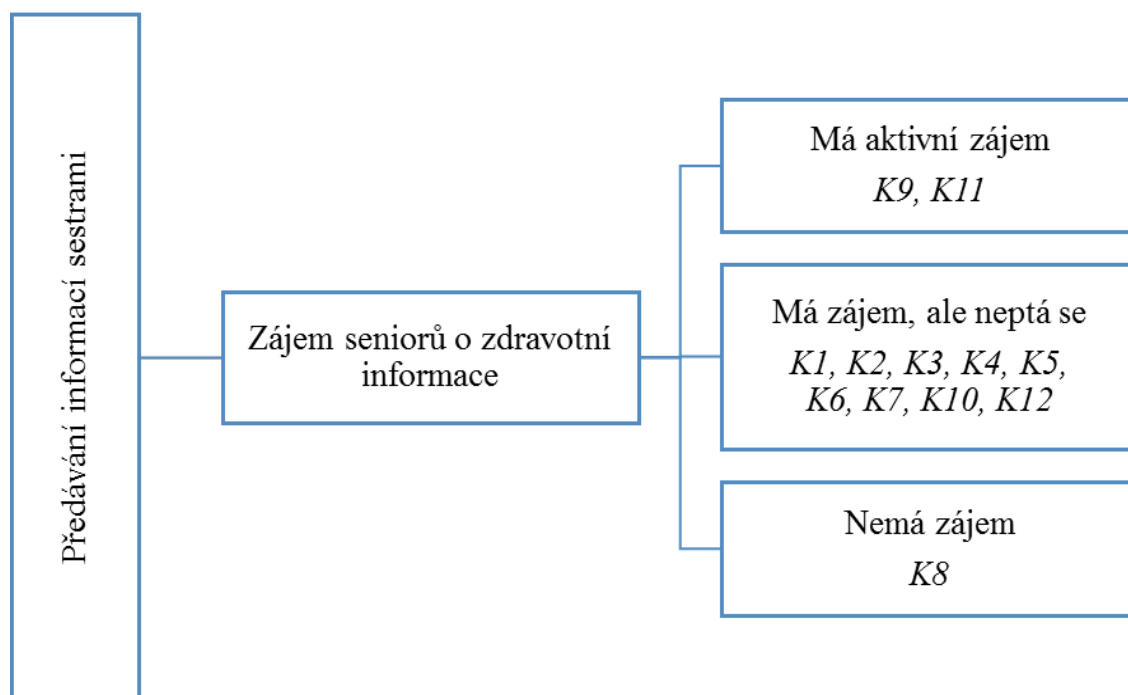 Předávání informací sestrami
Zájem seniorů o zdravotní
informace
Má aktivní zájem
K9, K11
Má zájem, ale neptá se
K1, K2, K3, K4, K5,
K6, K7, K10, K12
Nemá zájem
K8